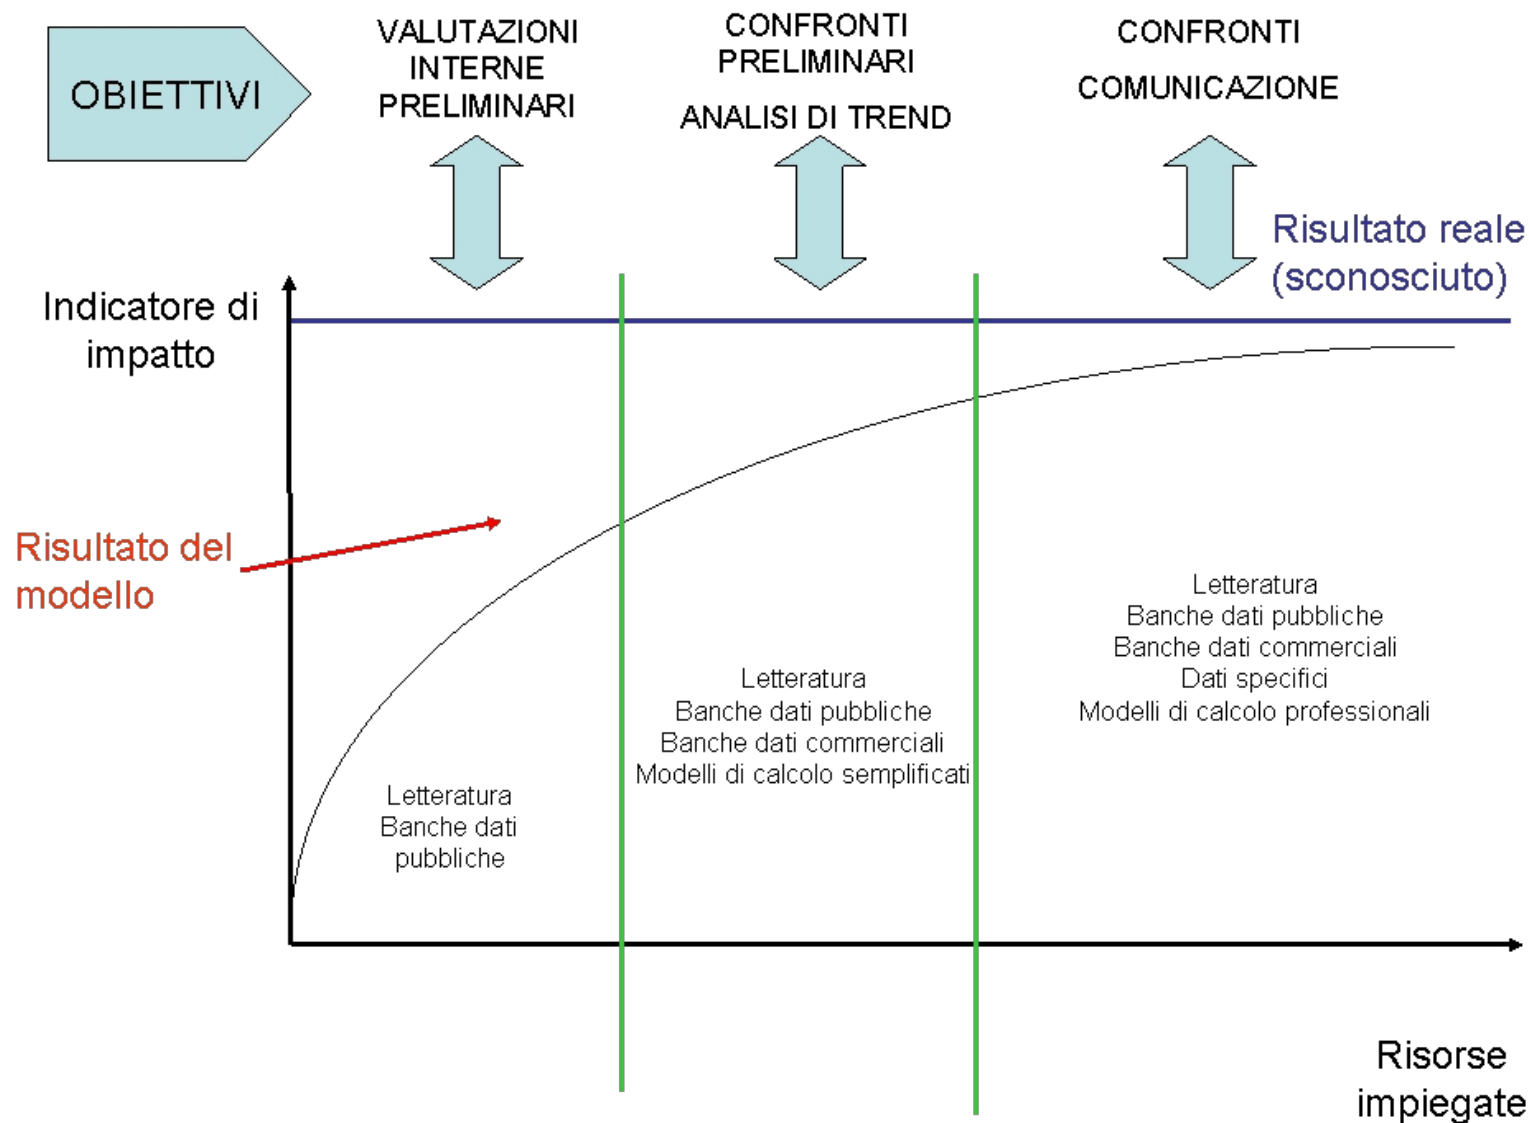 OBIETTIVI
VALUTAZIONI
INTERNE
PRELIMINARI
CONFRONTI
PRELIMINARI
ANALISI DI TREND
CONFRONTI
COMUNICAZIONE
Risultato reale
(sconosciuto)
Indicatore di
impatto
Risultato del
modello
Letteratura
Banche dati
pubbliche
Letteratura
Banche dati pubbliche
Banche dati commerciali
Modelli di calcolo semplificati
Letteratura
Banche dati pubbliche
Banche dati commerciali
Dati specifici
Modelli di calcolo professionali
Risorse
impiegate